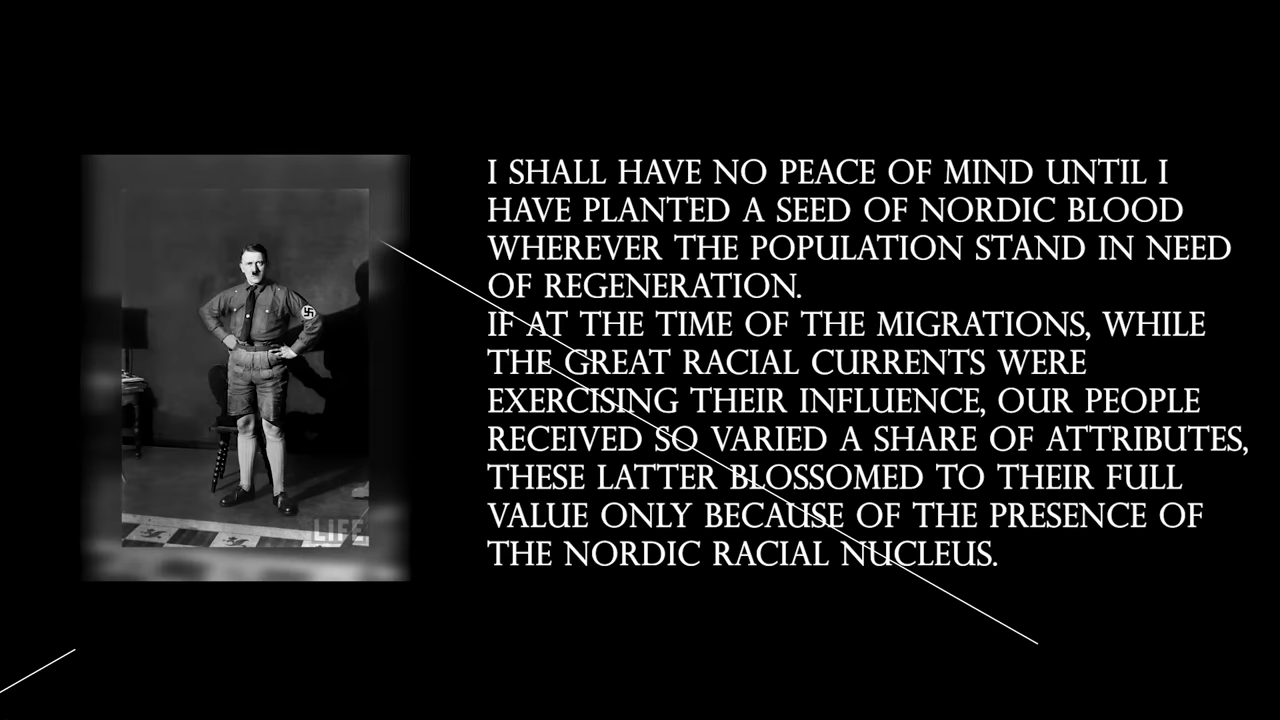 I SHALL HAVE NO PEACE OF MIND UNTIL I
HAVE PLANTED A SEED OF NORDIC BLOOD
WHEREVER THE POPULATION STAND IN NEED
OF REGENERATION.
IF AT THE TIME OF THE MIGRATIONS, WHILE
THE GREAT RACIAL CURRENTS WERE
EXERCISING THEIR INFLUENCE, OUR PEOPLE
RECEIVED SO VARIED A SHARE OF ATTRIBUTES,
THESE LATTER BLOSSOMED TO THEIR FULL
VALUE ONLY BECAUSE OF THE PRESENCE OF
THE NORDIC RACIAL NUCLEUS.
LIFE